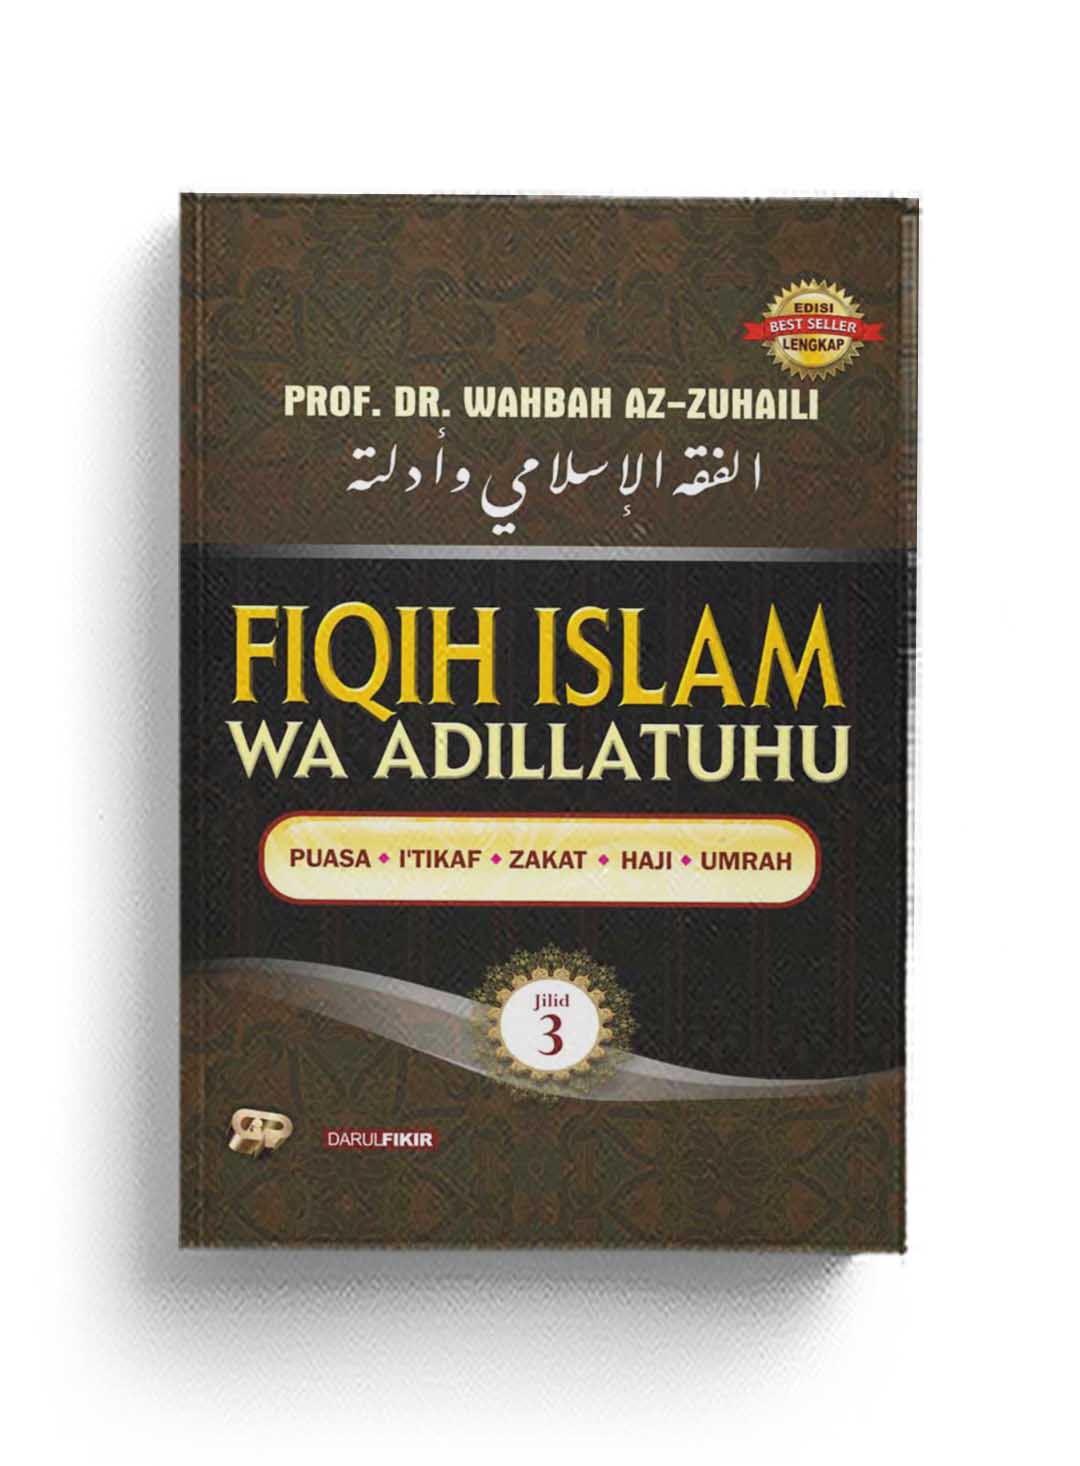 EDISI
BEST SELLER
LENGKAP
PROF. DR. WAHBAH AZ-ZUHAILI
الفقه الإسلامي وأدلته
FIQIH ISLAM
WA ADILLATUHU
PUASA • I'TIKAF • ZAKAT • HAJI • UMRAH
Jilid
3
DARULFIKIR